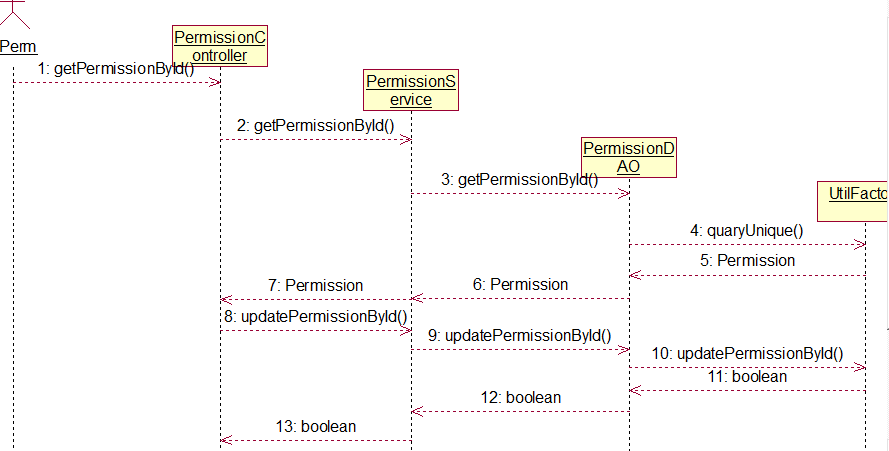 Perm
PermissionC
ontroller
PermissionS
ervice
PermissionD
AO
UtilFacto
1: getPermissionById()
2: getPermissionById()
3: getPermissionById()
4: quaryUnique()
5: Permission
6: Permission
7: Permission
8: updatePermissionById()
9: updatePermissionById()
10: updatePermissionById()
11: boolean
12: boolean
13: boolean